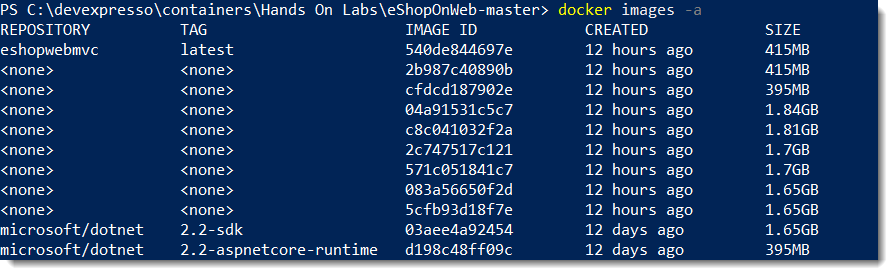 PS C:\devexpresso\containers\Hands On Labs\eShopOnWeb-master> docker images -a
REPOSITORY TAG IMAGE ID CREATED SIZE
eshopwebmvc latest 540de844697e 12 hours ago 415MB
<none> <none> 2b987c40890b 12 hours ago 415MB
<none> <none> cfdcd187902e 12 hours ago 395MB
<none> <none> 04a91531c5c7 12 hours ago 1.84GB
<none> <none> c8c041032f2a 12 hours ago 1.81GB
<none> <none> 2c747517c121 12 hours ago 1.7GB
<none> <none> 571c051841c7 12 hours ago 1.7GB
<none> <none> 083a56650f2d 12 hours ago 1.65GB
<none> <none> 5cfb93d18f7e 12 hours ago 1.65GB
microsoft/dotnet 2.2-sdk 03aee4a92454 12 days ago 1.65GB
microsoft/dotnet 2.2-aspnetcore-runtime d198c48ff09c 12 days ago 395MB